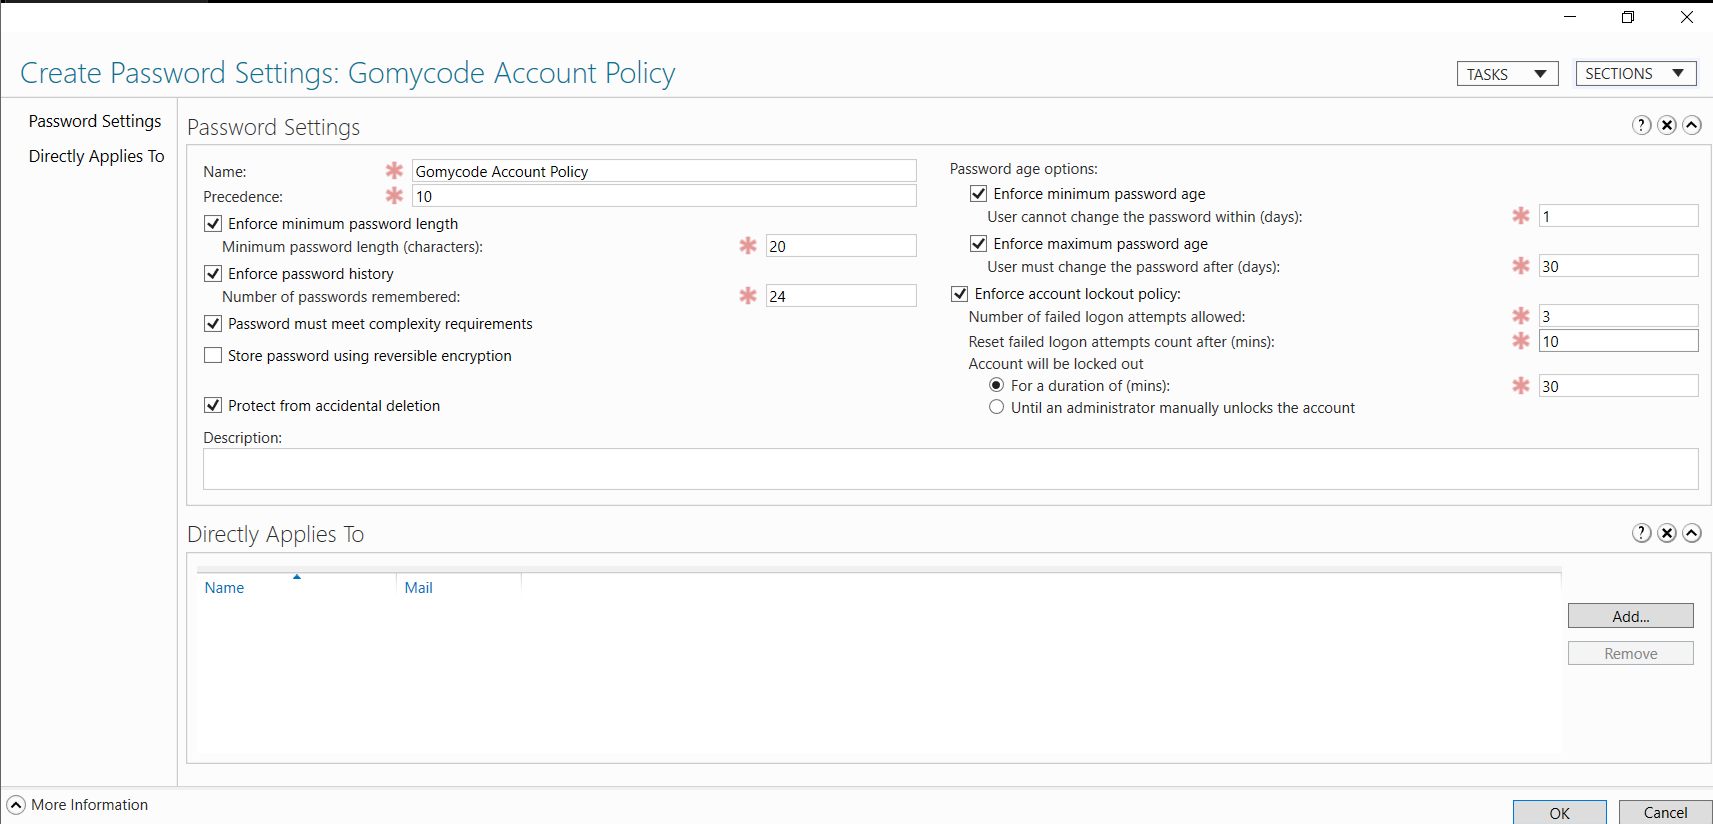 Create Password Settings: Gomycode Account Policy
TASKS
SECTIONS
Password Settings
Directly Applies To
Password Settings
Name:
Gomycode Account Policy
Precedence:
10
Enforce minimum password length
Minimum password length (characters):
20
Enforce password history
Number of passwords remembered:
24
Password must meet complexity requirements
Store password using reversible encryption
Protect from accidental deletion
Password age options:
Enforce minimum password age
User cannot change the password within (days):
1
Enforce maximum password age
User must change the password after (days):
30
Enforce account lockout policy:
Number of failed logon attempts allowed:
3
Reset failed logon attempts count after (mins):
10
Account will be locked out
For a duration of (mins):
30
Until an administrator manually unlocks the account
Description:
Directly Applies To
Name
Mail
Add...
Remove
More Information
OK
Cancel